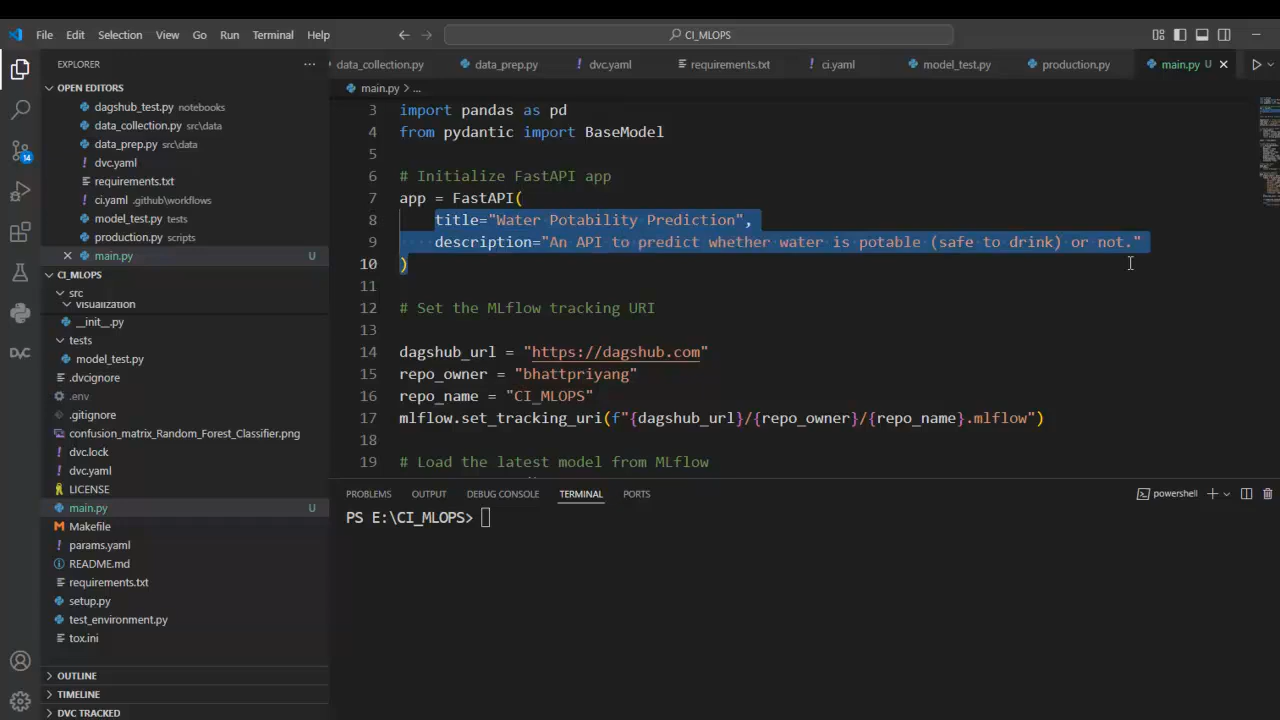 File Edit Selection View Go Run Terminal Help
CI_MLOPS
EXPLORER
data_collection.py data_prep.py dvc.yaml requirements.txt ci.yaml model_test.py production.py main.py U
OPEN EDITORS
dagshub_test.py notebooks
data_collection.py src\data
data_prep.py src\data
dvc.yaml
requirements.txt
ci.yaml .github\workflows
model_test.py tests
production.py scripts
main.py U
CI_MLOPS
src
visualization
__init__.py
tests
model_test.py
.dvcignore
.env
.gitignore
confusion_matrix_Random_Forest_Classifier.png
dvc.lock
dvc.yaml
LICENSE
main.py U
Makefile
params.yaml
README.md
requirements.txt
setup.py
test_environment.py
tox.ini
OUTLINE
TIMELINE
DVC TRACKED
14
DVC
main.py > ...
3 import pandas as pd
4 from pydantic import BaseModel
5
6 # Initialize FastAPI app
7 app = FastAPI(
8 title="Water Potability Prediction",
9 description="An API to predict whether water is potable (safe to drink) or not."
10 )
11
12 # Set the MLflow tracking URI
13
14 dagshub_url = "https://dagshub.com"
15 repo_owner = "bhattpriyang"
16 repo_name = "CI_MLOPS"
17 mlflow.set_tracking_uri(f"{dagshub_url}/{repo_owner}/{repo_name}.mlflow")
18
19 # Load the latest model from MLflow
PROBLEMS OUTPUT DEBUG CONSOLE TERMINAL PORTS
powershell
PS E:\CI_MLOPS>